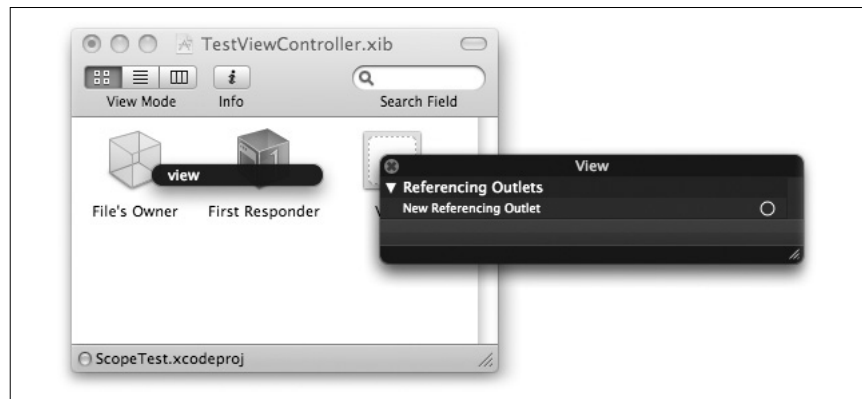 TestViewController.xib
View Mode
Info
Search Field
view
File's Owner
First Responder
View
Referencing Outlets
New Referencing Outlet
ScopeTest.xcodeproj